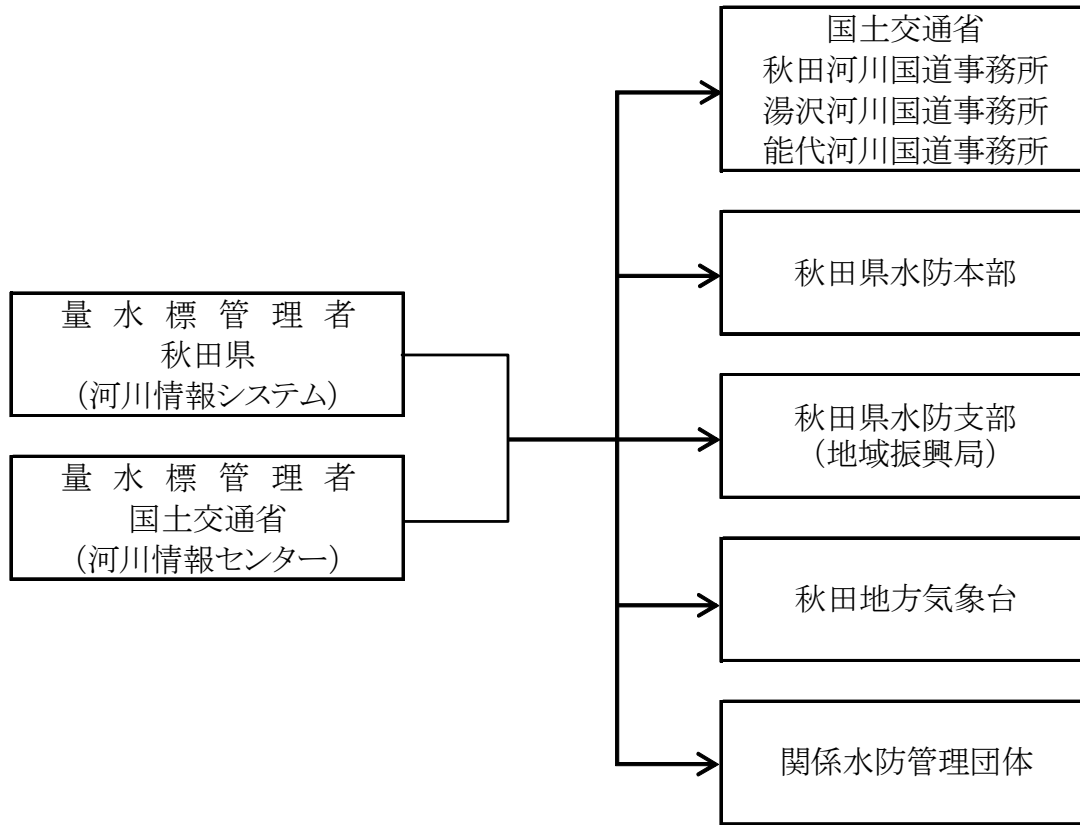 量水標管理者
秋田県
（河川情報システム）
量水標管理者
国土交通省
（河川情報センター）
国土交通省
秋田河川国道事務所
湯沢河川国道事務所
能代河川国道事務所
秋田県水防本部
秋田県水防支部
（地域振興局）
秋田地方気象台
関係水防管理団体